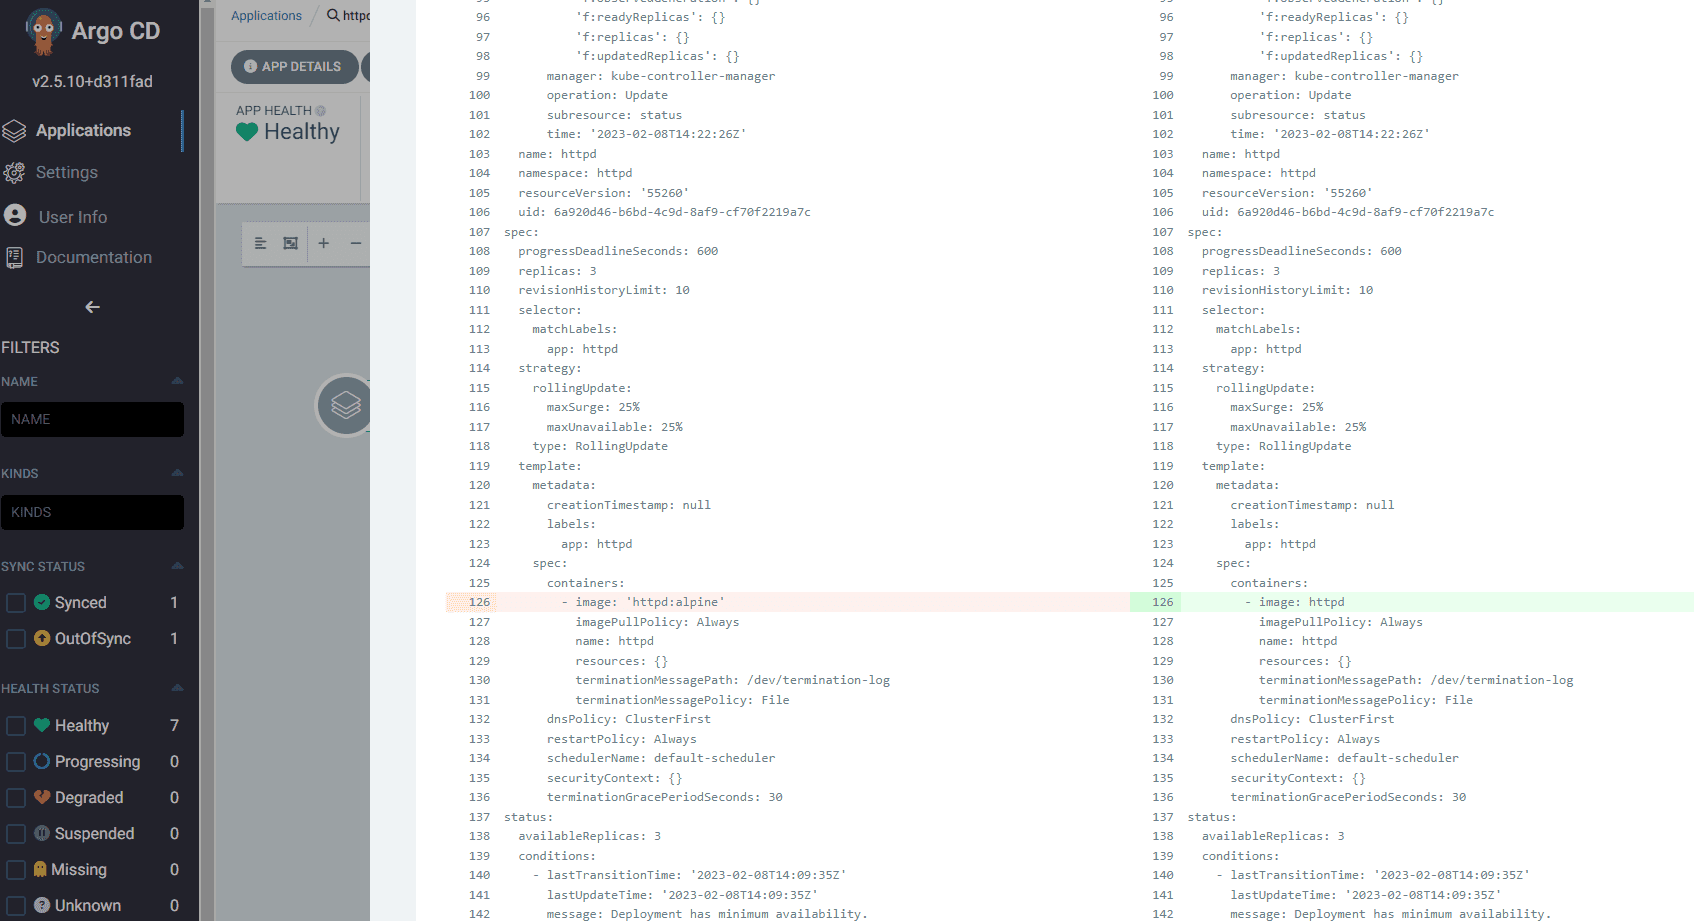 Argo CD
v2.5.10+d311fad
Applications
Settings
User Info
Documentation
FILTERS
NAME
NAME
KINDS
KINDS
SYNC STATUS
Synced 1
OutOfSync 1
HEALTH STATUS
Healthy 7
Progressing 0
Degraded 0
Suspended 0
Missing 0
Unknown 0
Applications
APP DETAILS
APP HEALTH
Healthy
96 'f:readyReplicas': {}
97 'f:replicas': {}
98 'f:updatedReplicas': {}
99 manager: kube-controller-manager
100 operation: Update
101 subresource: status
102 time: '2023-02-08T14:22:26Z'
103 name: httpd
104 namespace: httpd
105 resourceVersion: '55260'
106 uid: 6a920d46-b6bd-4c9d-8af9-cf70f2219a7c
107 spec:
108 progressDeadlineSeconds: 600
109 replicas: 3
110 revisionHistoryLimit: 10
111 selector:
112 matchLabels:
113 app: httpd
114 strategy:
115 rollingUpdate:
116 maxSurge: 25%
117 maxUnavailable: 25%
118 type: RollingUpdate
119 template:
120 metadata:
121 creationTimestamp: null
122 labels:
123 app: httpd
124 spec:
125 containers:
126 - image: 'httpd:alpine'
127 imagePullPolicy: Always
128 name: httpd
129 resources: {}
130 terminationMessagePath: /dev/termination-log
131 terminationMessagePolicy: File
132 dnsPolicy: ClusterFirst
133 restartPolicy: Always
134 schedulerName: default-scheduler
135 securityContext: {}
136 terminationGracePeriodSeconds: 30
137 status:
138 availableReplicas: 3
139 conditions:
140 - lastTransitionTime: '2023-02-08T14:09:35Z'
141 lastUpdateTime: '2023-02-08T14:09:35Z'
142 message: Deployment has minimum availability.
96 'f:readyReplicas': {}
97 'f:replicas': {}
98 'f:updatedReplicas': {}
99 manager: kube-controller-manager
100 operation: Update
101 subresource: status
102 time: '2023-02-08T14:22:26Z'
103 name: httpd
104 namespace: httpd
105 resourceVersion: '55260'
106 uid: 6a920d46-b6bd-4c9d-8af9-cf70f2219a7c
107 spec:
108 progressDeadlineSeconds: 600
109 replicas: 3
110 revisionHistoryLimit: 10
111 selector:
112 matchLabels:
113 app: httpd
114 strategy:
115 rollingUpdate:
116 maxSurge: 25%
117 maxUnavailable: 25%
118 type: RollingUpdate
119 template:
120 metadata:
121 creationTimestamp: null
122 labels:
123 app: httpd
124 spec:
125 containers:
126 - image: httpd
127 imagePullPolicy: Always
128 name: httpd
129 resources: {}
130 terminationMessagePath: /dev/termination-log
131 terminationMessagePolicy: File
132 dnsPolicy: ClusterFirst
133 restartPolicy: Always
134 schedulerName: default-scheduler
135 securityContext: {}
136 terminationGracePeriodSeconds: 30
137 status:
138 availableReplicas: 3
139 conditions:
140 - lastTransitionTime: '2023-02-08T14:09:35Z'
141 lastUpdateTime: '2023-02-08T14:09:35Z'
142 message: Deployment has minimum availability.